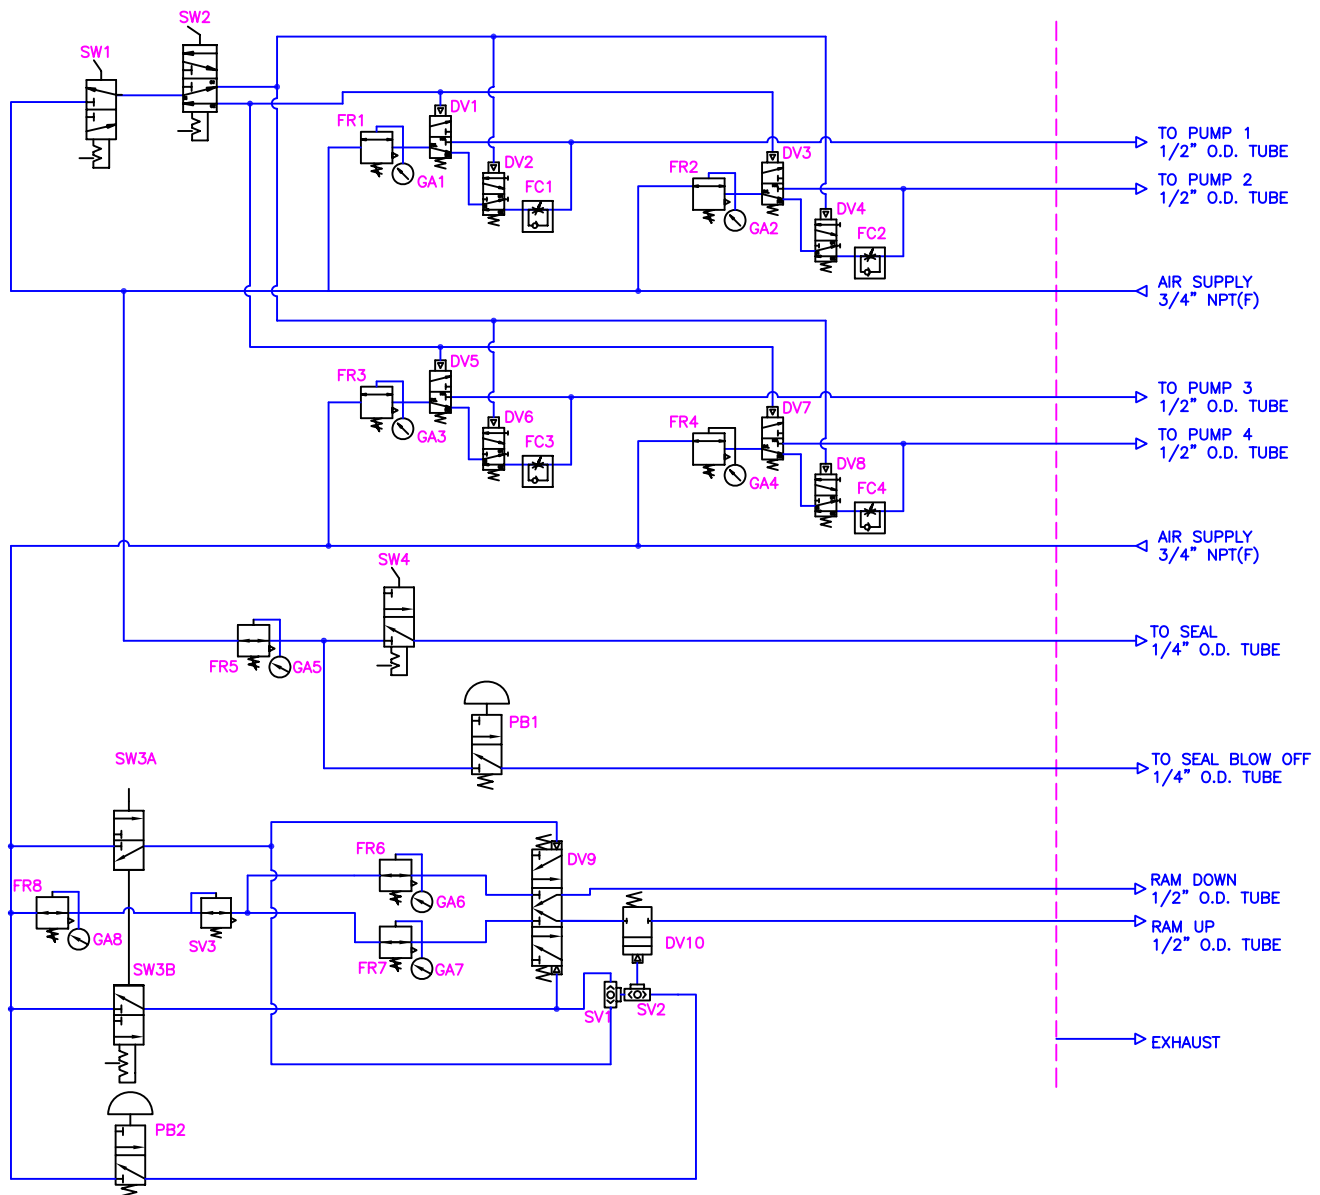 SW2
SW1
DV1
FR1
TO PUMP 1
1/2" O.D. TUBE
DV2
DV3
FR2
GA1
FC1
TO PUMP 2
1/2" O.D. TUBE
DV4
GA2
FC2
AIR SUPPLY
3/4" NPT(F)
DV5
FR3
TO PUMP 3
1/2" O.D. TUBE
DV6
DV7
FR4
GA3
FC3
TO PUMP 4
1/2" O.D. TUBE
DV8
GA4
FC4
AIR SUPPLY
3/4" NPT(F)
SW4
TO SEAL
1/4" O.D. TUBE
FR5
GA5
PB1
SW3A
TO SEAL BLOW OFF
1/4" O.D. TUBE
FR6
DV9
FR8
RAM DOWN
1/2" O.D. TUBE
GA6
GA8
SV3
DV10
RAM UP
1/2" O.D. TUBE
SW3B
FR7
GA7
SV1
SV2
EXHAUST
PB2